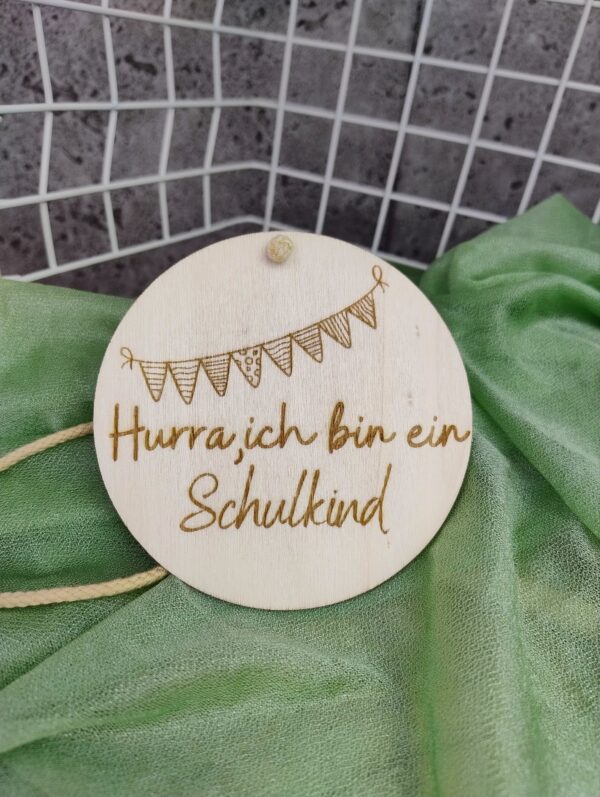 Hurra, ich bin ein
Schulkind